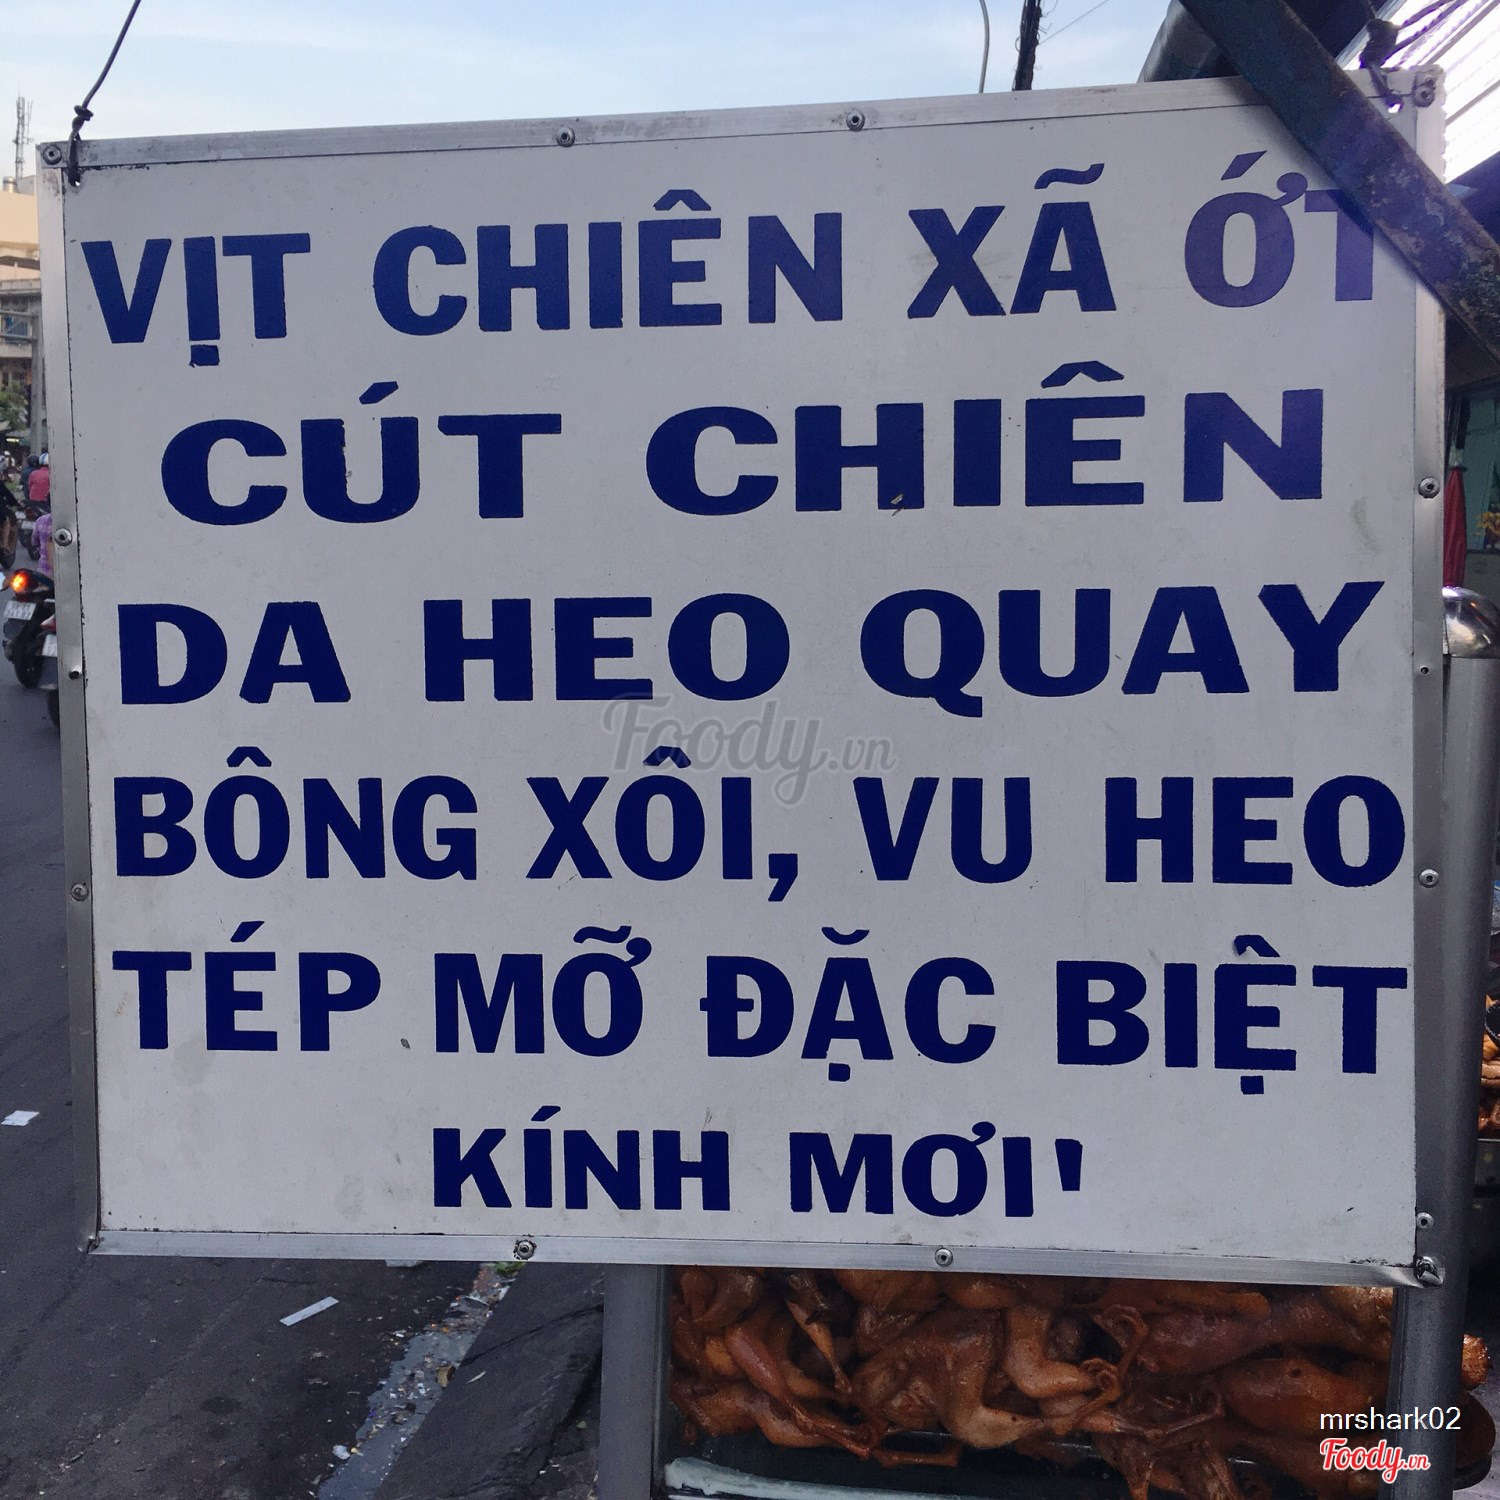 VỊT CHIÊN XÃ ỚT
CÚT CHIÊN
DA HEO QUAY
Foody.vn
BÔNG XÔI, VU HEO
TÉP MỠ ĐẶC BIỆT
KÍNH MƠI'
mrshark02
Foody.vn